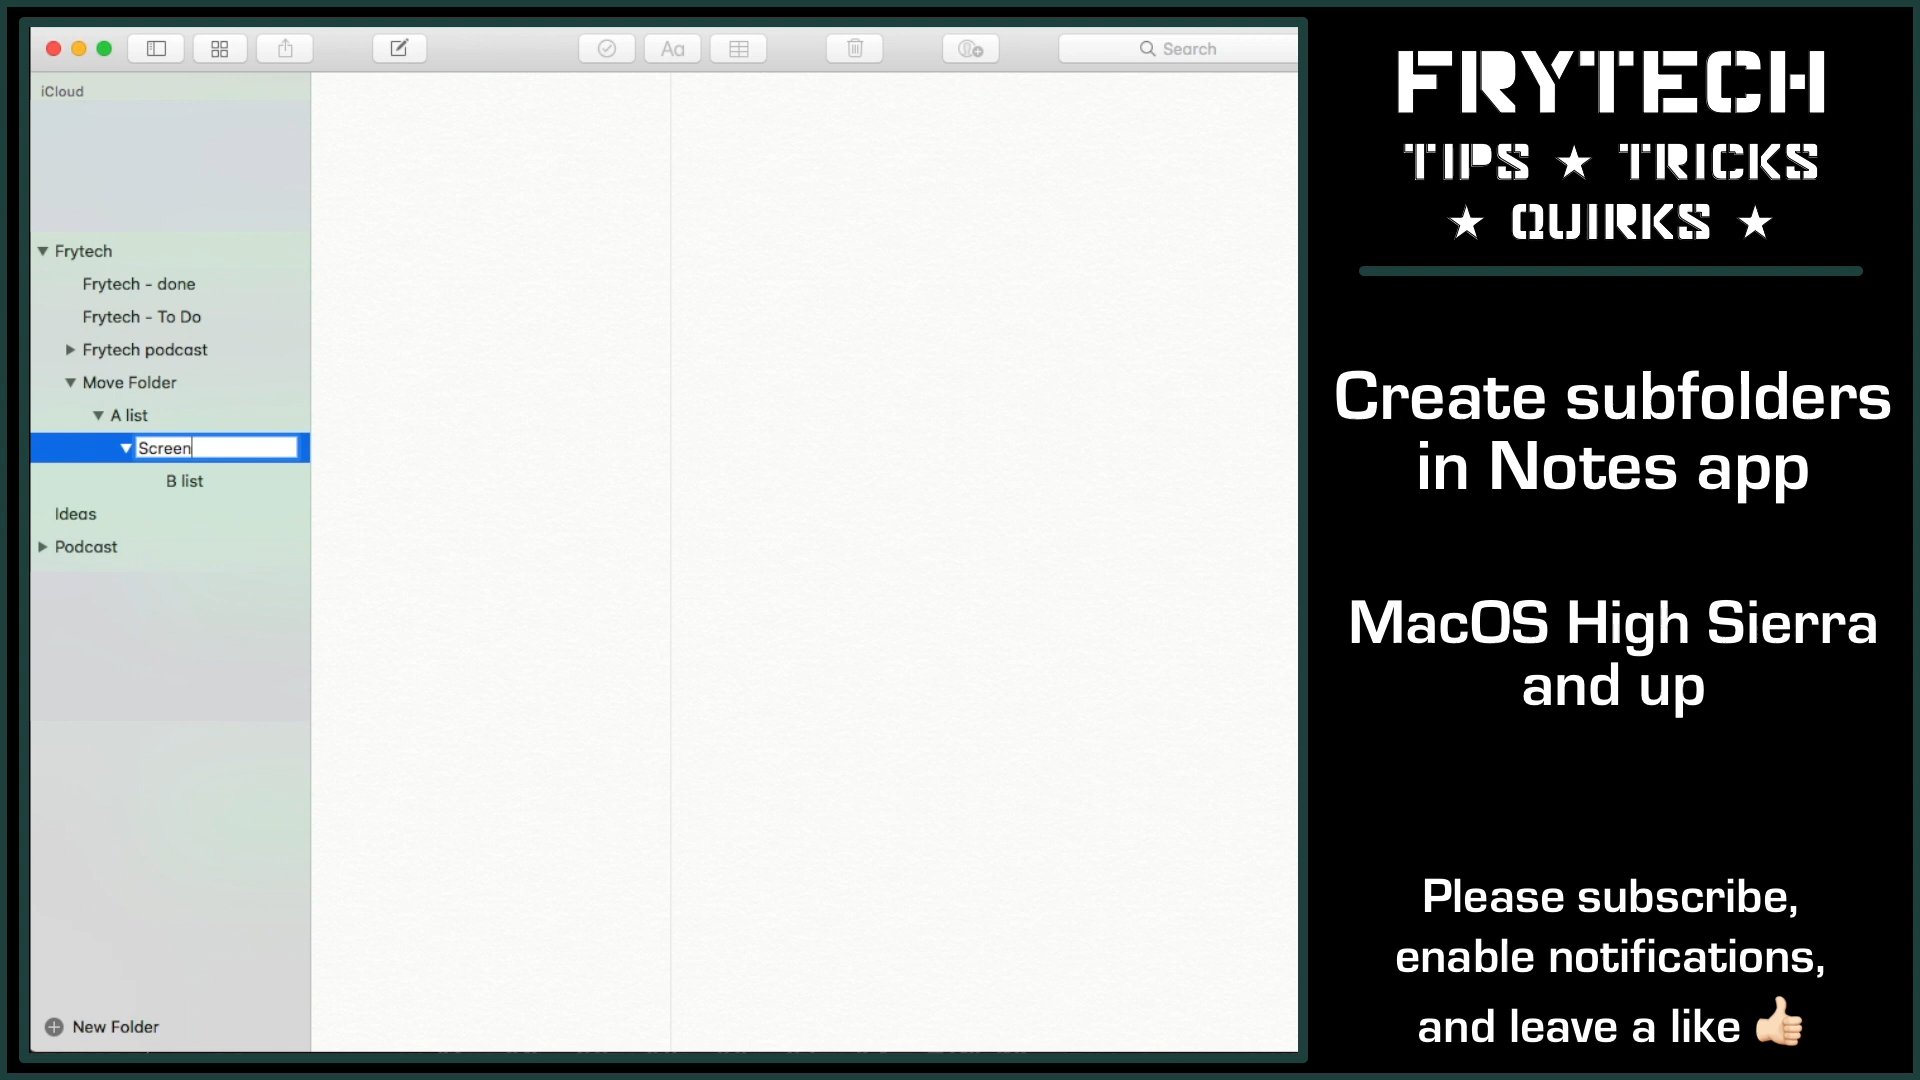 Aa
Search
iCloud
Frytech
Frytech - done
Frytech - To Do
Frytech podcast
Move Folder
A list
Screen
B list
Ideas
Podcast
New Folder
FRYTECH
TIPS ★ TRICKS
★ QUIRKS ★
Create subfolders
in Notes app
MacOS High Sierra
and up
Please subscribe,
enable notifications,
and leave a like 👍🏻